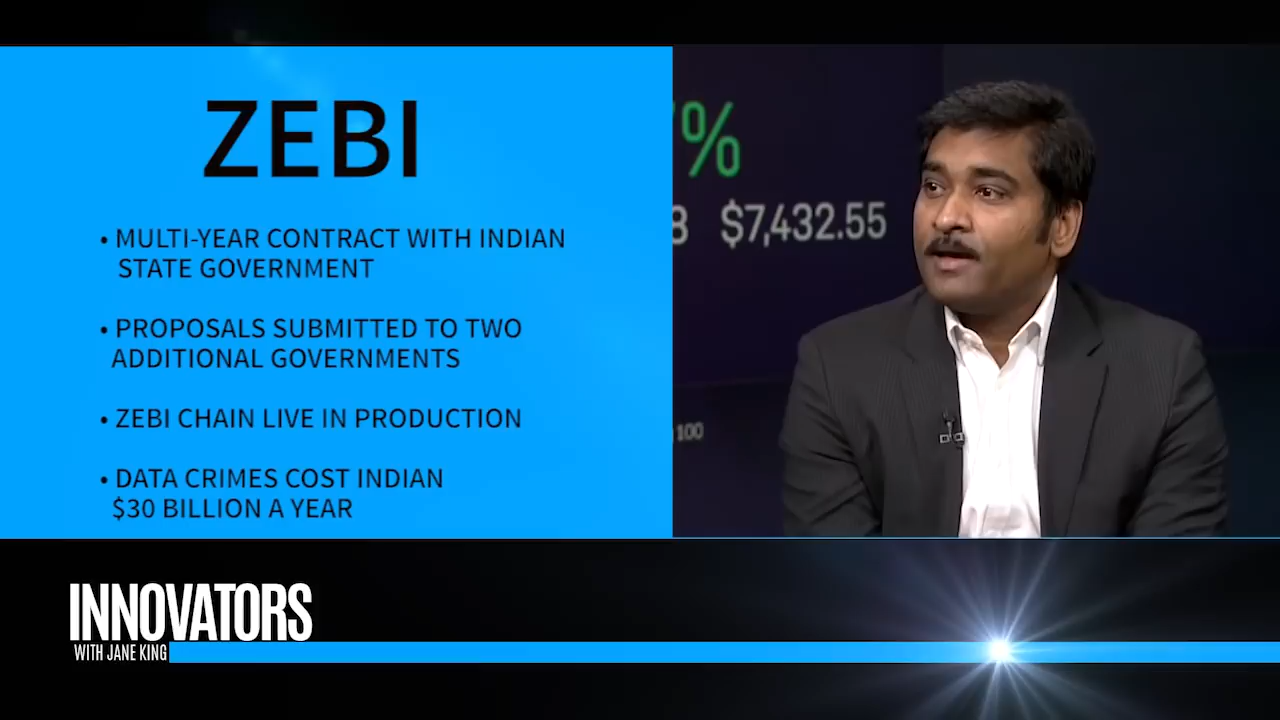 ZEBI
• MULTI-YEAR CONTRACT WITH INDIAN
STATE GOVERNMENT
• PROPOSALS SUBMITTED TO TWO
ADDITIONAL GOVERNMENTS
• ZEBI CHAIN LIVE IN PRODUCTION
• DATA CRIMES COST INDIAN
$30 BILLION A YEAR
%
$7,432.55
100
INNOVATORS
WITH JANE KING